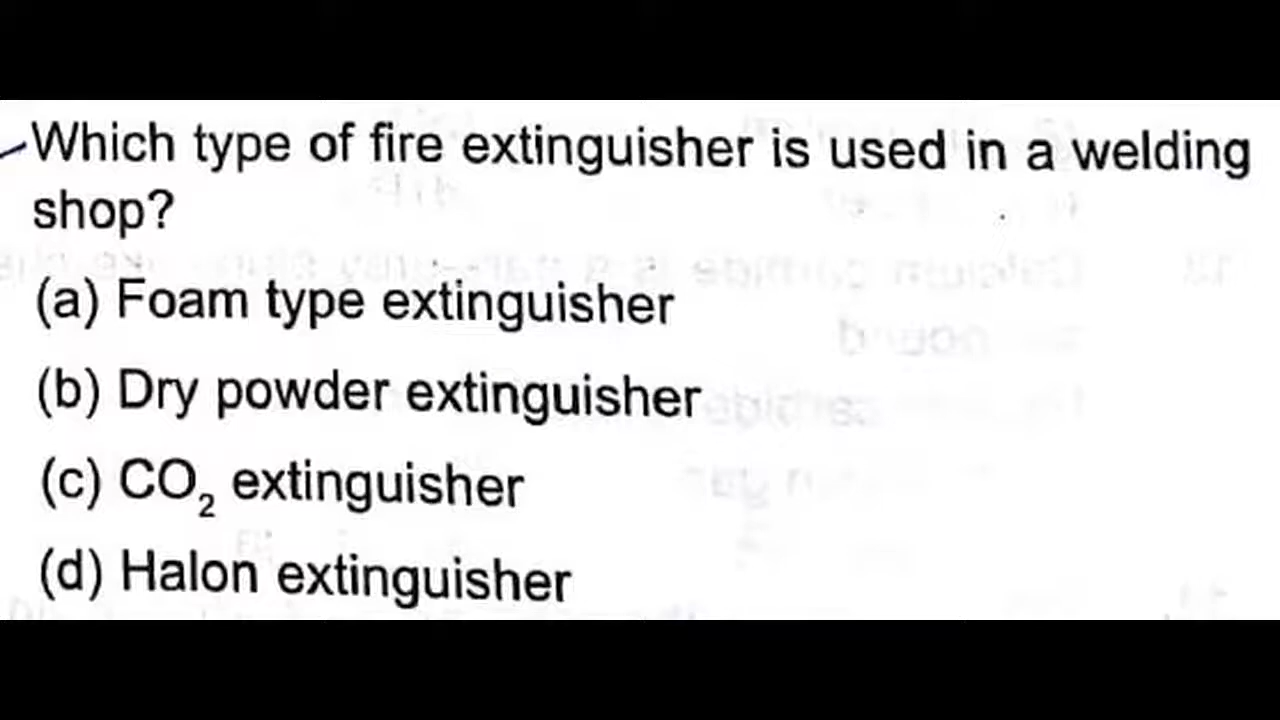 Which type of fire extinguisher is used in a welding
shop?
(a) Foam type extinguisher
(b) Dry powder extinguisher
(c) CO₂ extinguisher
(d) Halon extinguisher